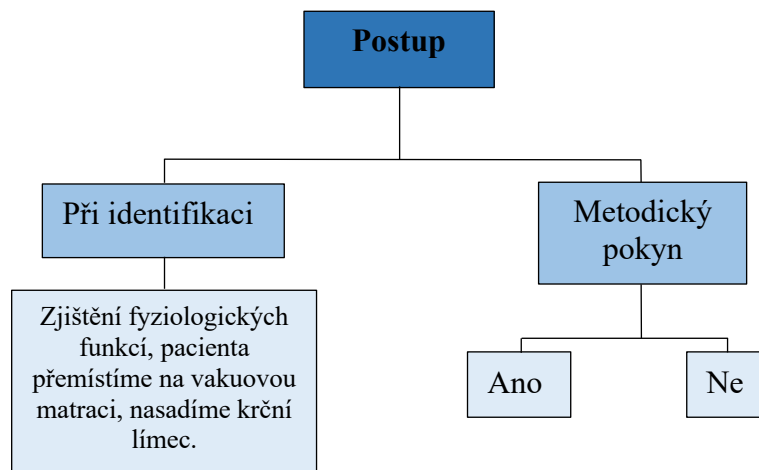 Postup
Při identifikaci
Metodický
pokyn
Zjištění fyziologických
funkcí, pacienta
přemístíme na vakuovou
matraci, nasadíme krční
límec.
Ano
Ne